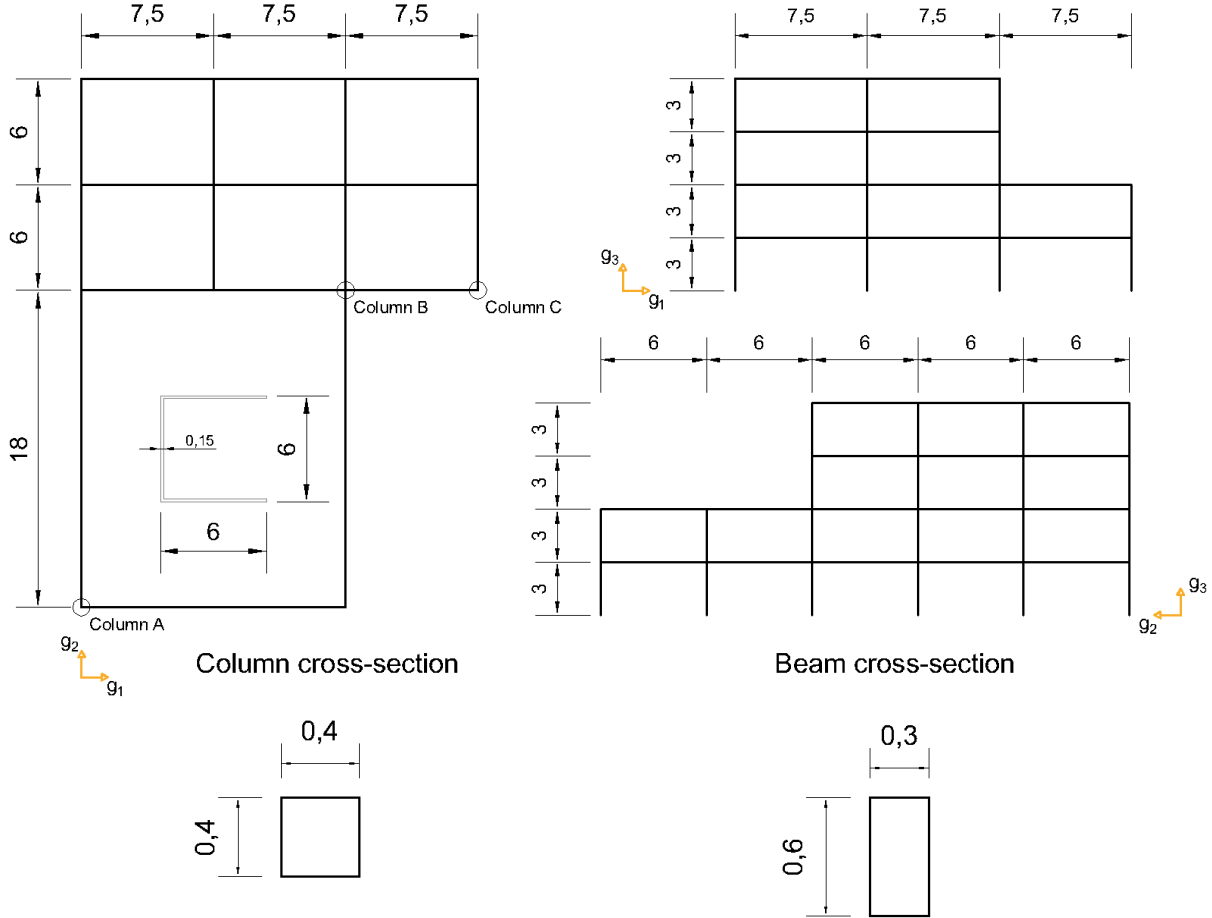 7,5 7,5 7,5
6
6
18
Column B
Column C
0,15
6
6
Column A
g2
g1
7,5 7,5 7,5
3
3
3
3
g3
g1
6 6 6 6 6
3
3
3
3
g3
g2
Column cross-section
0,4
0,4
Beam cross-section
0,3
0,6